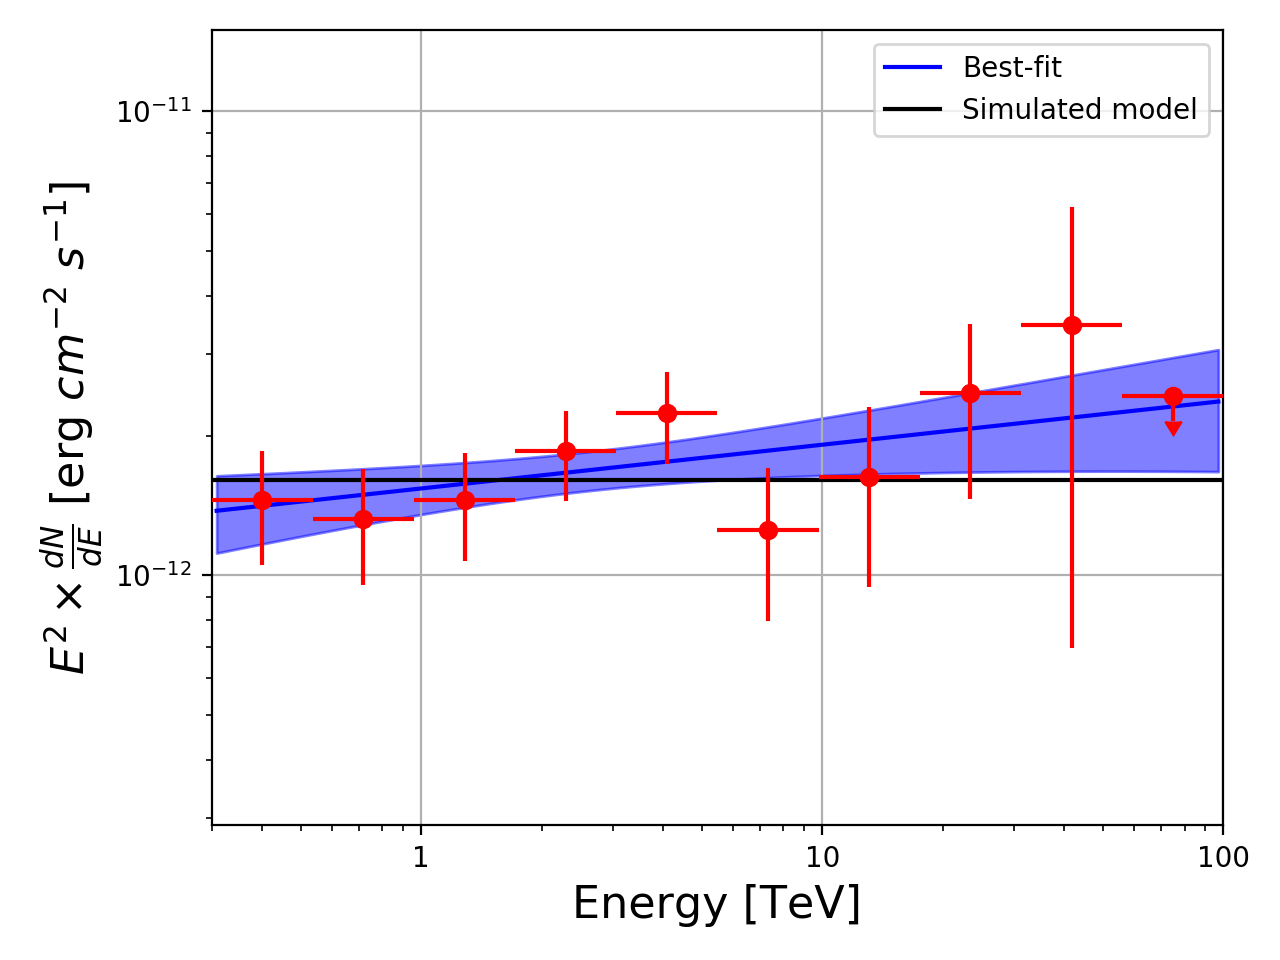 Best-fit
Simulated model
10⁻¹¹
10⁻¹²
E² × dN/dE [erg cm⁻² s⁻¹]
1 10 100
Energy [TeV]